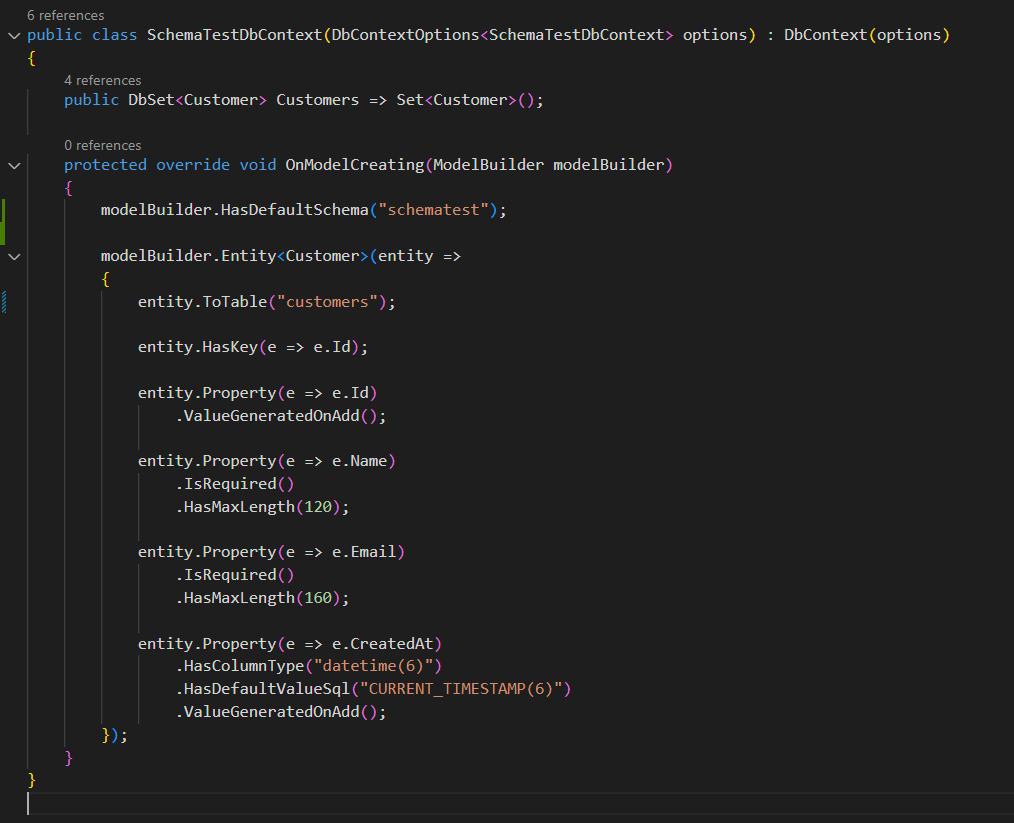 6 references
public class SchemaTestDbContext(DbContextOptions<SchemaTestDbContext> options) : DbContext(options)
{
4 references
public DbSet<Customer> Customers => Set<Customer>();
0 references
protected override void OnModelCreating(ModelBuilder modelBuilder)
{
modelBuilder.HasDefaultSchema("schematest");
modelBuilder.Entity<Customer>(entity =>
{
entity.ToTable("customers");
entity.HasKey(e => e.Id);
entity.Property(e => e.Id)
.ValueGeneratedOnAdd();
entity.Property(e => e.Name)
.IsRequired()
.HasMaxLength(120);
entity.Property(e => e.Email)
.IsRequired()
.HasMaxLength(160);
entity.Property(e => e.CreatedAt)
.HasColumnType("datetime(6)")
.HasDefaultValueSql("CURRENT_TIMESTAMP(6)")
.ValueGeneratedOnAdd();
});
}
}